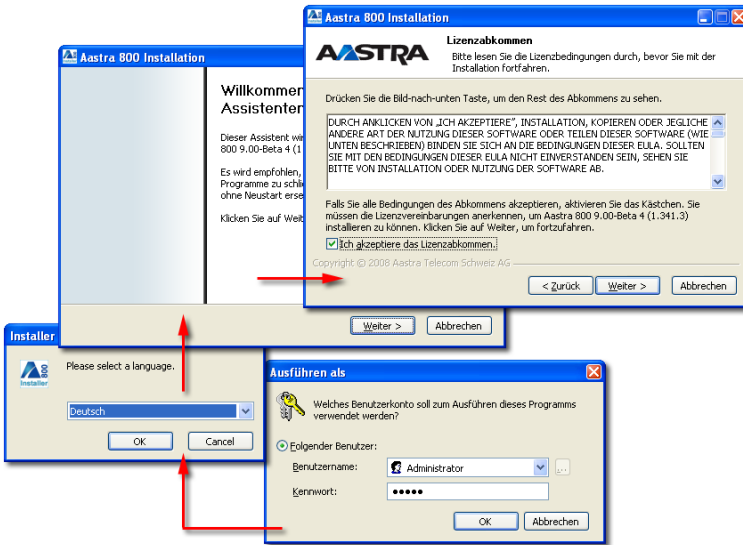 Aastra 800 Installation
AASTRA
Lizenzabkommen
Bitte lesen Sie die Lizenzbedingungen durch, bevor Sie mit der
Installation fortfahren.
Drücken Sie die Bild-nach-unten Taste, um den Rest des Abkommens zu sehen.
DURCH ANKLICKEN VON „ICH AKZEPTIERE”, INSTALLATION, KOPIEREN ODER JEGLICHE
ANDERE ART DER NUTZUNG DIESER SOFTWARE ODER TEILEN DIESER SOFTWARE (WIE
UNTEN BESCHRIEBEN) BINDEN SIE SICH AN DIE BEDINGUNGEN DIESER EULA. SOLLTEN
SIE MIT DEN BEDINGUNGEN DIESER EULA NICHT EINVERSTANDEN SEIN, SEHEN SIE
BITTE VON INSTALLATION ODER NUTZUNG DER SOFTWARE AB.
Falls Sie alle Bedingungen des Abkommens akzeptieren, aktivieren Sie das Kästchen. Sie
müssen die Lizenzvereinbarungen anerkennen, um Aastra 800 9.00-Beta 4 (1.341.3)
installieren zu können. Klicken Sie auf Weiter, um fortzufahren.
Ich akzeptiere das Lizenzabkommen.
Copyright © 2008 Aastra Telecom Schweiz AG
< Zurück Weiter > Abbrechen
Aastra 800 Installation
Willkommen
Assistenten
Dieser Assistent
800 9.00-Beta 4 (1
Es wird empfohlen,
Programme zu
ohne Neustart
Klicken Sie auf
Weiter > Abbrechen
Installer
800
Installer
Please select a language.
Deutsch
OK Cancel
Ausführen als
Welches Benutzerkonto soll zum Ausführen dieses Programms
verwendet werden?
Folgender Benutzer:
Benutzername: Administrator ...
Kennwort: •••••
OK Abbrechen